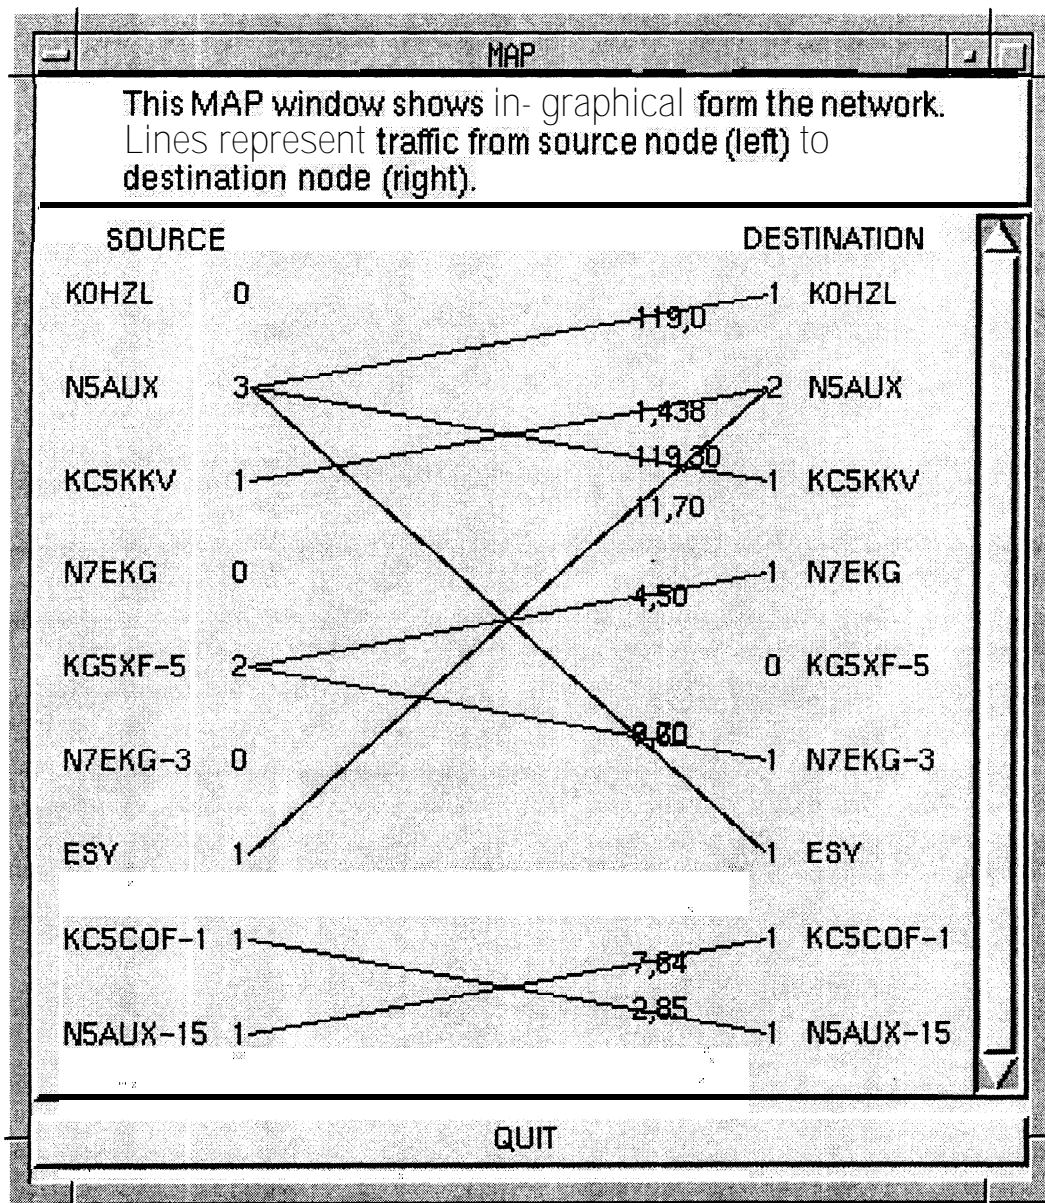 MAP
This MAP window shows in- graphical form the network.
Lines represent traffic from source node (left) to
destination node (right).
SOURCE DESTINATION
K0HZL 0 1 K0HZL
119,0
N5AUX 3 2 N5AUX
1,438
119,30
KC5KKV 1 1 KC5KKV
11,70
N7EKG 0 1 N7EKG
4,50
KG5XF-5 2 0 KG5XF-5
N7EKG-3 0 1 N7EKG-3
ESY 1 1 ESY
KC5COF-1 1 1 KC5COF-1
7,64
2,85
N5AUX-15 1 1 N5AUX-15
QUIT